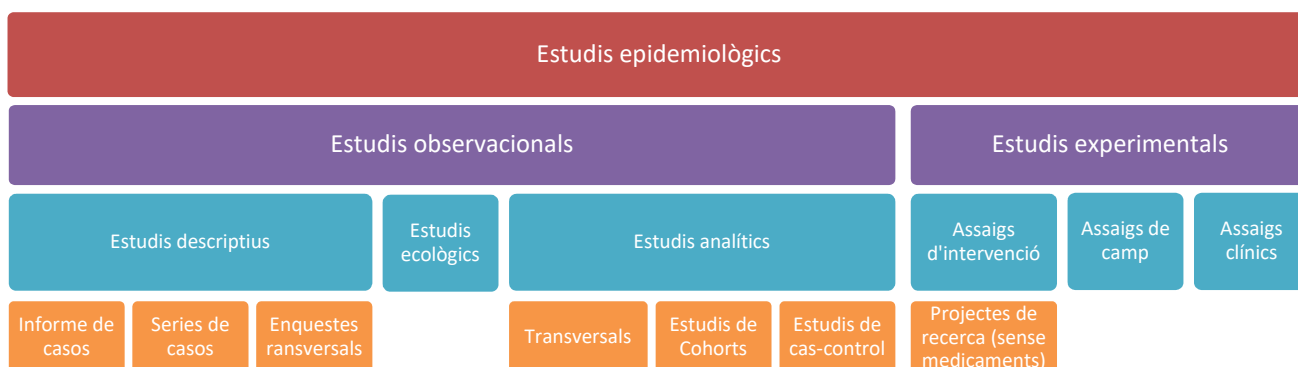 Estudis epidemiològics
Estudis observacionals
Estudis experimentals
Estudis descriptius
Estudis
ecològics
Estudis analítics
Assaigs
d'intervenció
Assaigs de
camp
Assaigs
clínics
Informe de
casos
Series de
casos
Enquestes
ransversals
Transversals
Estudis de
Cohorts
Estudis de
cas-control
Projectes de
recerca (sense
medicaments)